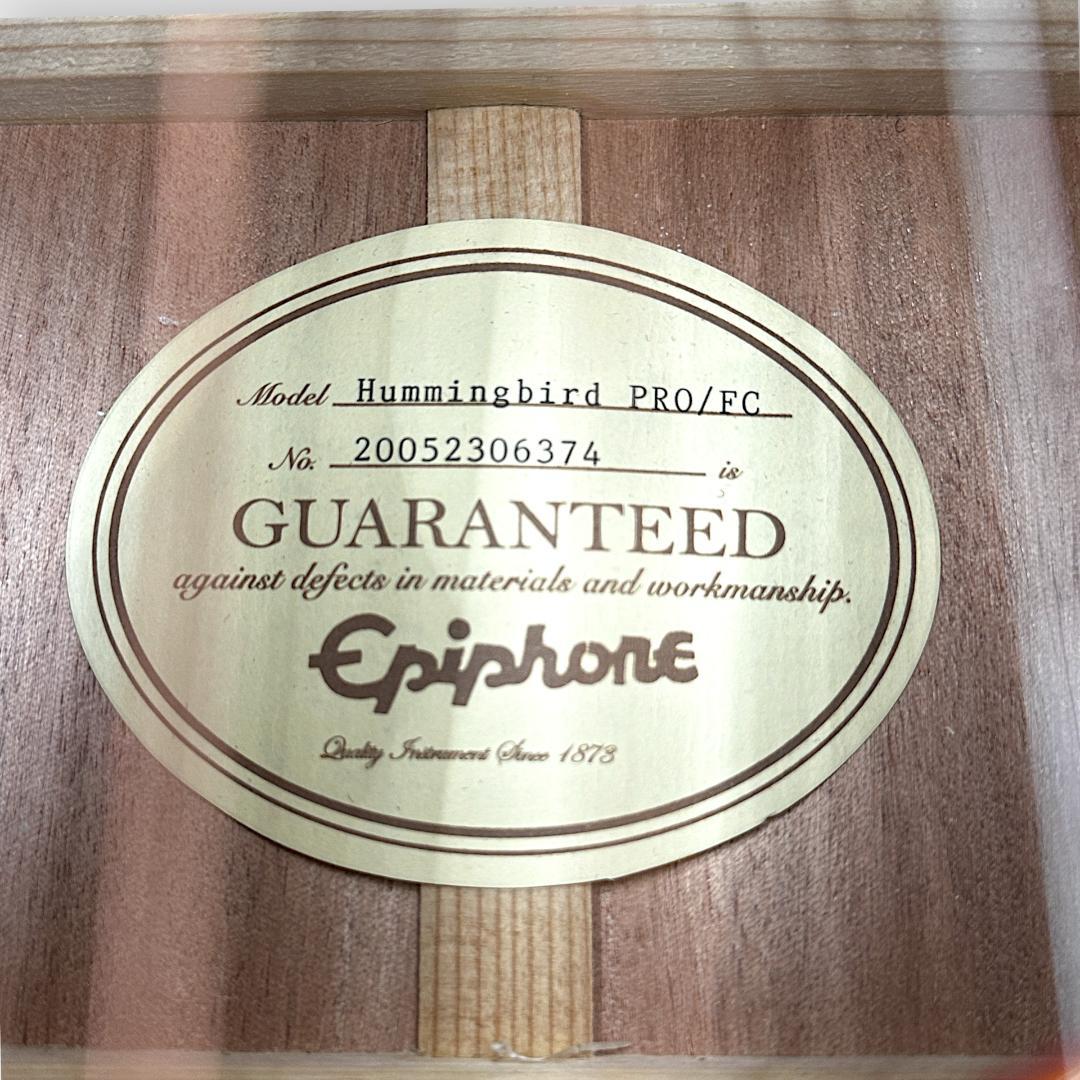 Model Hummingbird PRO/FC
No. 20052306374 is
GUARANTEED
against defects in materials and workmanship.
Epiphone
Quality Instrument Since 1873